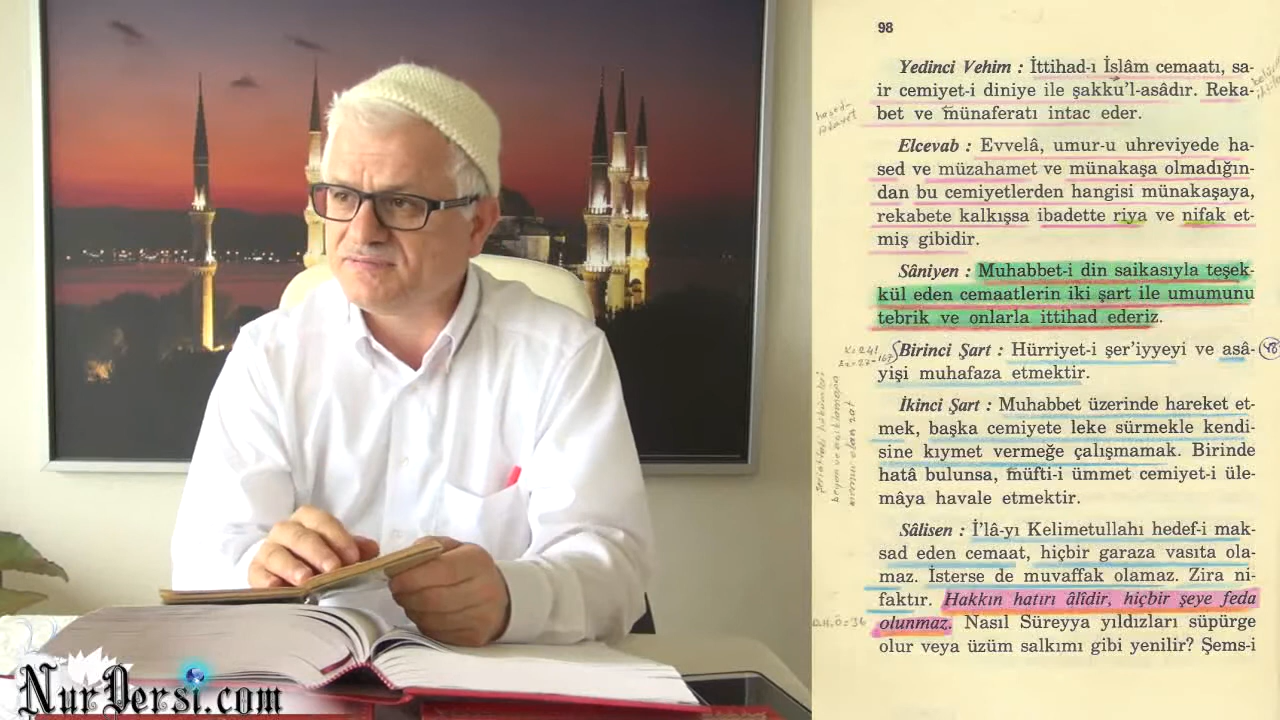 98
Yedinci Vehim : İttihad-ı İslâm cemaatı, sa-
ir cemiyet-i diniye ile şakku'l-asâdır. Reka-
bet ve münaferatı intac eder.
Elcevab : Evvelâ, umur-u uhreviyede ha-
sed ve müzahamet ve münakaşa olmadığın-
dan bu cemiyetlerden hangisi münakaşaya,
rekabete kalkışsa ibadette riya ve nifak et-
miş gibidir.
Sâniyen : Muhabbet-i din saikasıyla teşek-
kül eden cemaatlerin iki şart ile umumunu
tebrik ve onlarla ittihad ederiz.
Birinci Şart : Hürriyet-i şer'iyyeyi ve asâ-
yişi muhafaza etmektir.
İkinci Şart : Muhabbet üzerinde hareket et-
mek, başka cemiyete leke sürmekle kendi-
sine kıymet vermeğe çalışmamak. Birinde
hatâ bulunsa, müfti-i ümmet cemiyet-i üle-
mâya havale etmektir.
Sâlisen : İ'lâ-yı Kelimetullahı hedef-i mak-
sad eden cemaat, hiçbir garaza vasıta ola-
maz. İsterse de muvaffak olamaz. Zira ni-
faktır. Hakkın hatırı âlîdir, hiçbir şeye feda
olunmaz. Nasıl Süreyya yıldızları süpürge
olur veya üzüm salkımı gibi yenilir? Şems-i
NurDersi.com